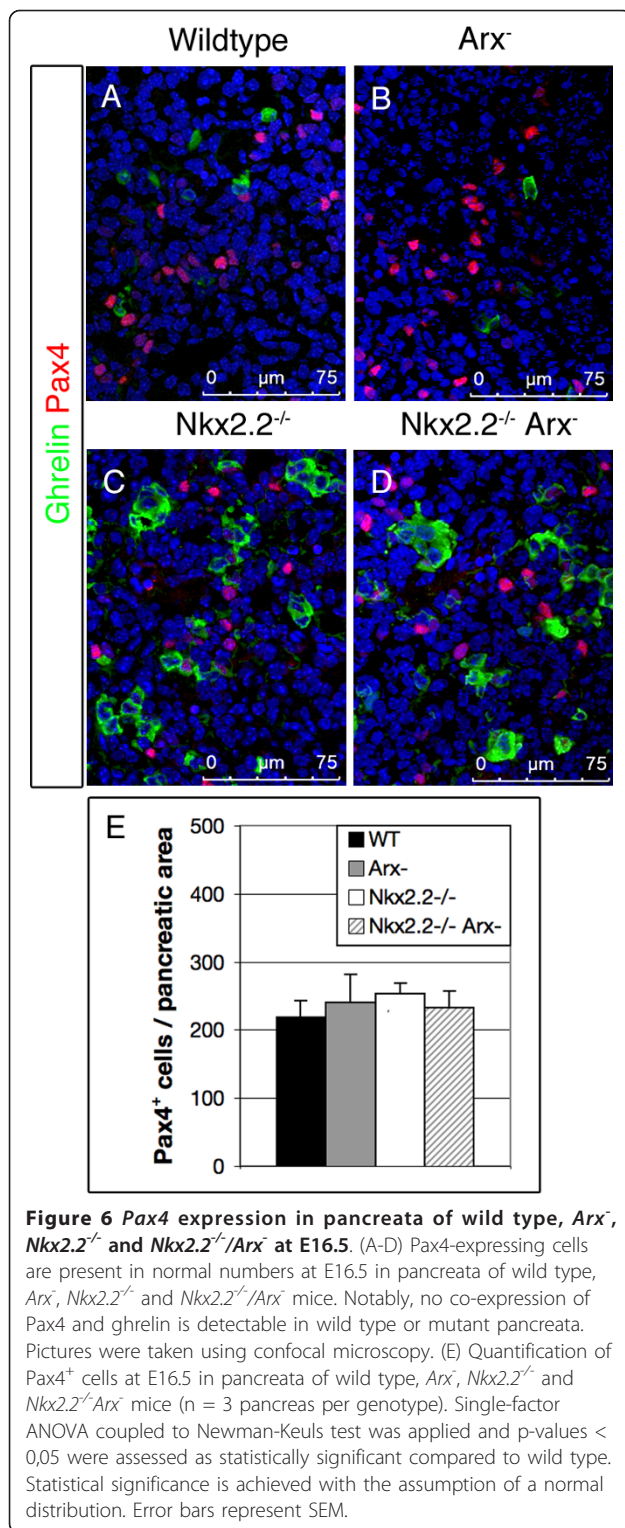 Wildtype
Arx⁻
Ghrelin Pax4
A
B
0 µm 75
0 µm 75
Nkx2.2⁻/⁻
Nkx2.2⁻/⁻ Arx⁻
C
D
0 µm 75
0 µm 75
E
Pax4⁺ cells / pancreatic area
500
400
300
200
100
0
WT
Arx-
Nkx2.2-/-
Nkx2.2-/- Arx-
Figure 6 Pax4 expression in pancreata of wild type, Arx⁻,
Nkx2.2⁻/⁻ and Nkx2.2⁻/⁻/Arx⁻ at E16.5. (A-D) Pax4-expressing cells
are present in normal numbers at E16.5 in pancreata of wild type,
Arx⁻, Nkx2.2⁻/⁻ and Nkx2.2⁻/⁻/Arx⁻ mice. Notably, no co-expression of
Pax4 and ghrelin is detectable in wild type or mutant pancreata.
Pictures were taken using confocal microscopy. (E) Quantification of
Pax4⁺ cells at E16.5 in pancreata of wild type, Arx⁻, Nkx2.2⁻/⁻ and
Nkx2.2⁻/⁻Arx⁻ mice (n = 3 pancreas per genotype). Single-factor
ANOVA coupled to Newman-Keuls test was applied and p-values <
0,05 were assessed as statistically significant compared to wild type.
Statistical significance is achieved with the assumption of a normal
distribution. Error bars represent SEM.